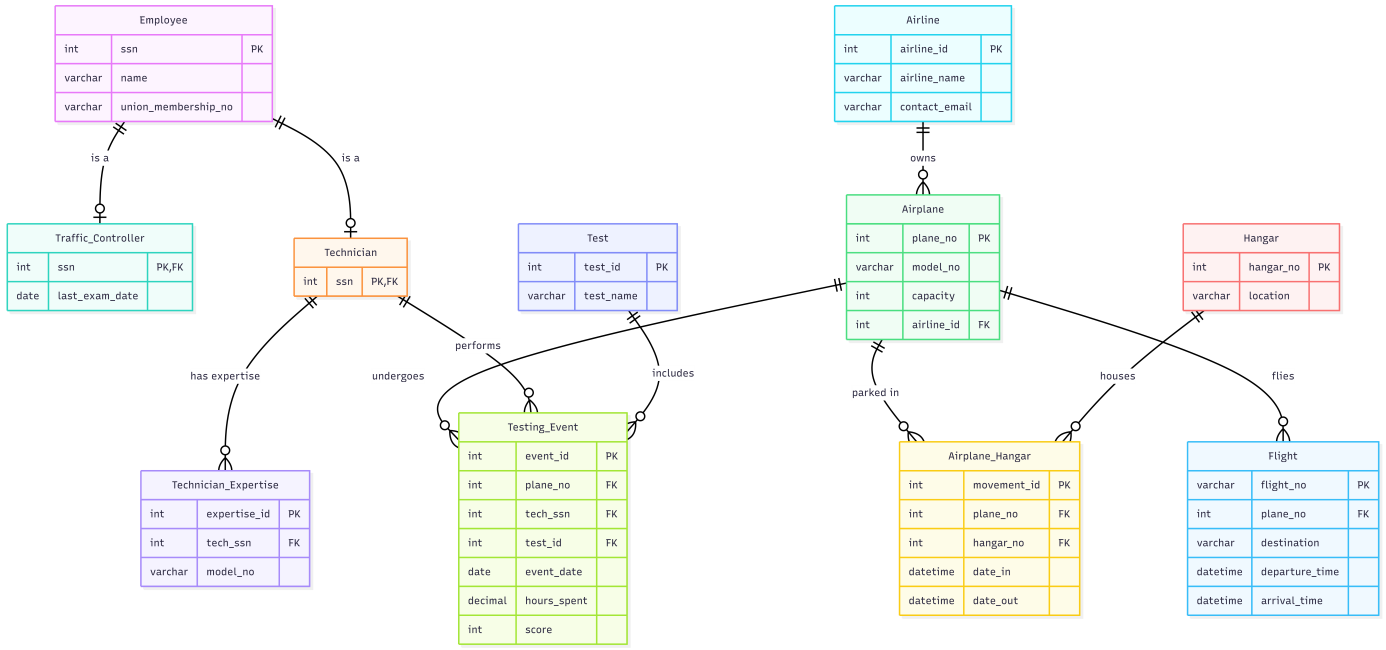 Employee
int ssn PK
varchar name
varchar union_membership_no
Airline
int airline_id PK
varchar airline_name
varchar contact_email
is a
is a
owns
Traffic_Controller
int ssn PK,FK
date last_exam_date
Technician
int ssn PK,FK
Test
int test_id PK
varchar test_name
Airplane
int plane_no PK
varchar model_no
int capacity
int airline_id FK
Hangar
int hangar_no PK
varchar location
has expertise
performs
undergoes
includes
parked in
houses
flies
Technician_Expertise
int expertise_id PK
int tech_ssn FK
varchar model_no
Testing_Event
int event_id PK
int plane_no FK
int tech_ssn FK
int test_id FK
date event_date
decimal hours_spent
int score
Airplane_Hangar
int movement_id PK
int plane_no FK
int hangar_no FK
datetime date_in
datetime date_out
Flight
varchar flight_no PK
int plane_no FK
varchar destination
datetime departure_time
datetime arrival_time